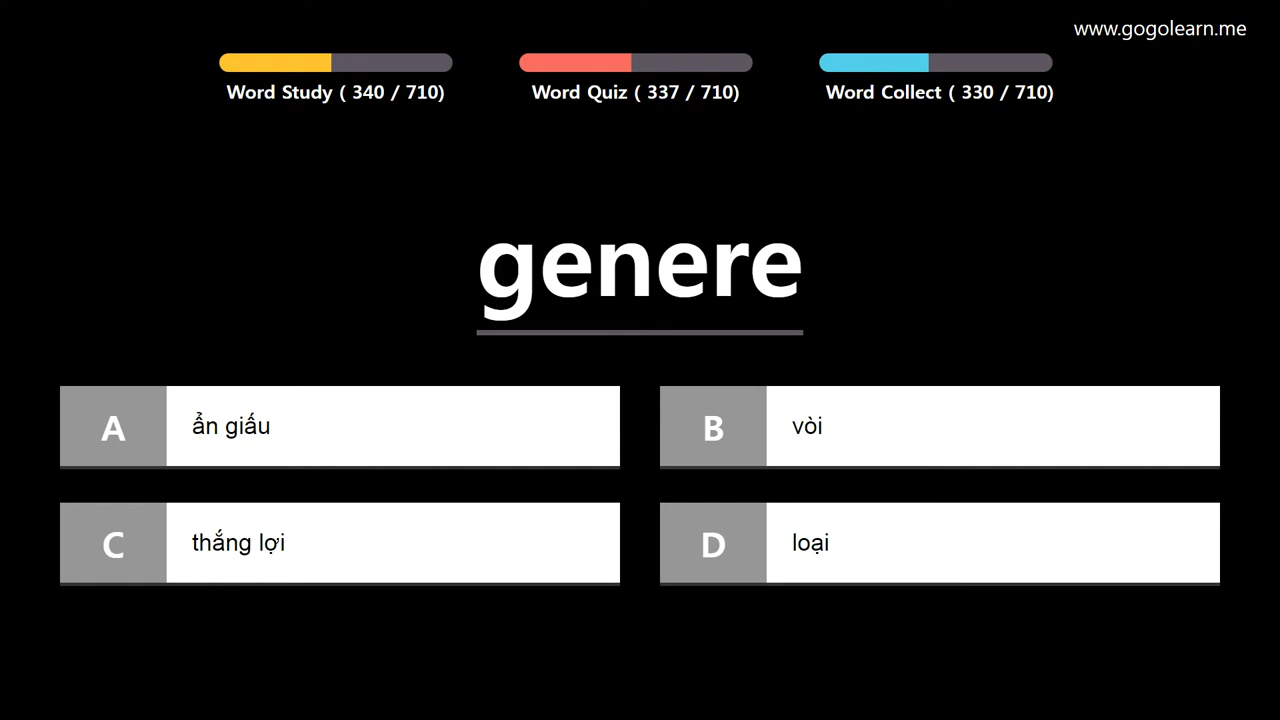 www.gogolearn.me
Word Study ( 340 / 710)
Word Quiz ( 337 / 710)
Word Collect ( 330 / 710)
genere
A
ẩn giấu
B
vòi
C
thắng lợi
D
loại